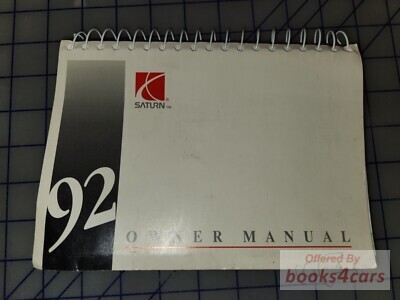 SATURN
92
OWNER MANUAL
Offered By
books4cars